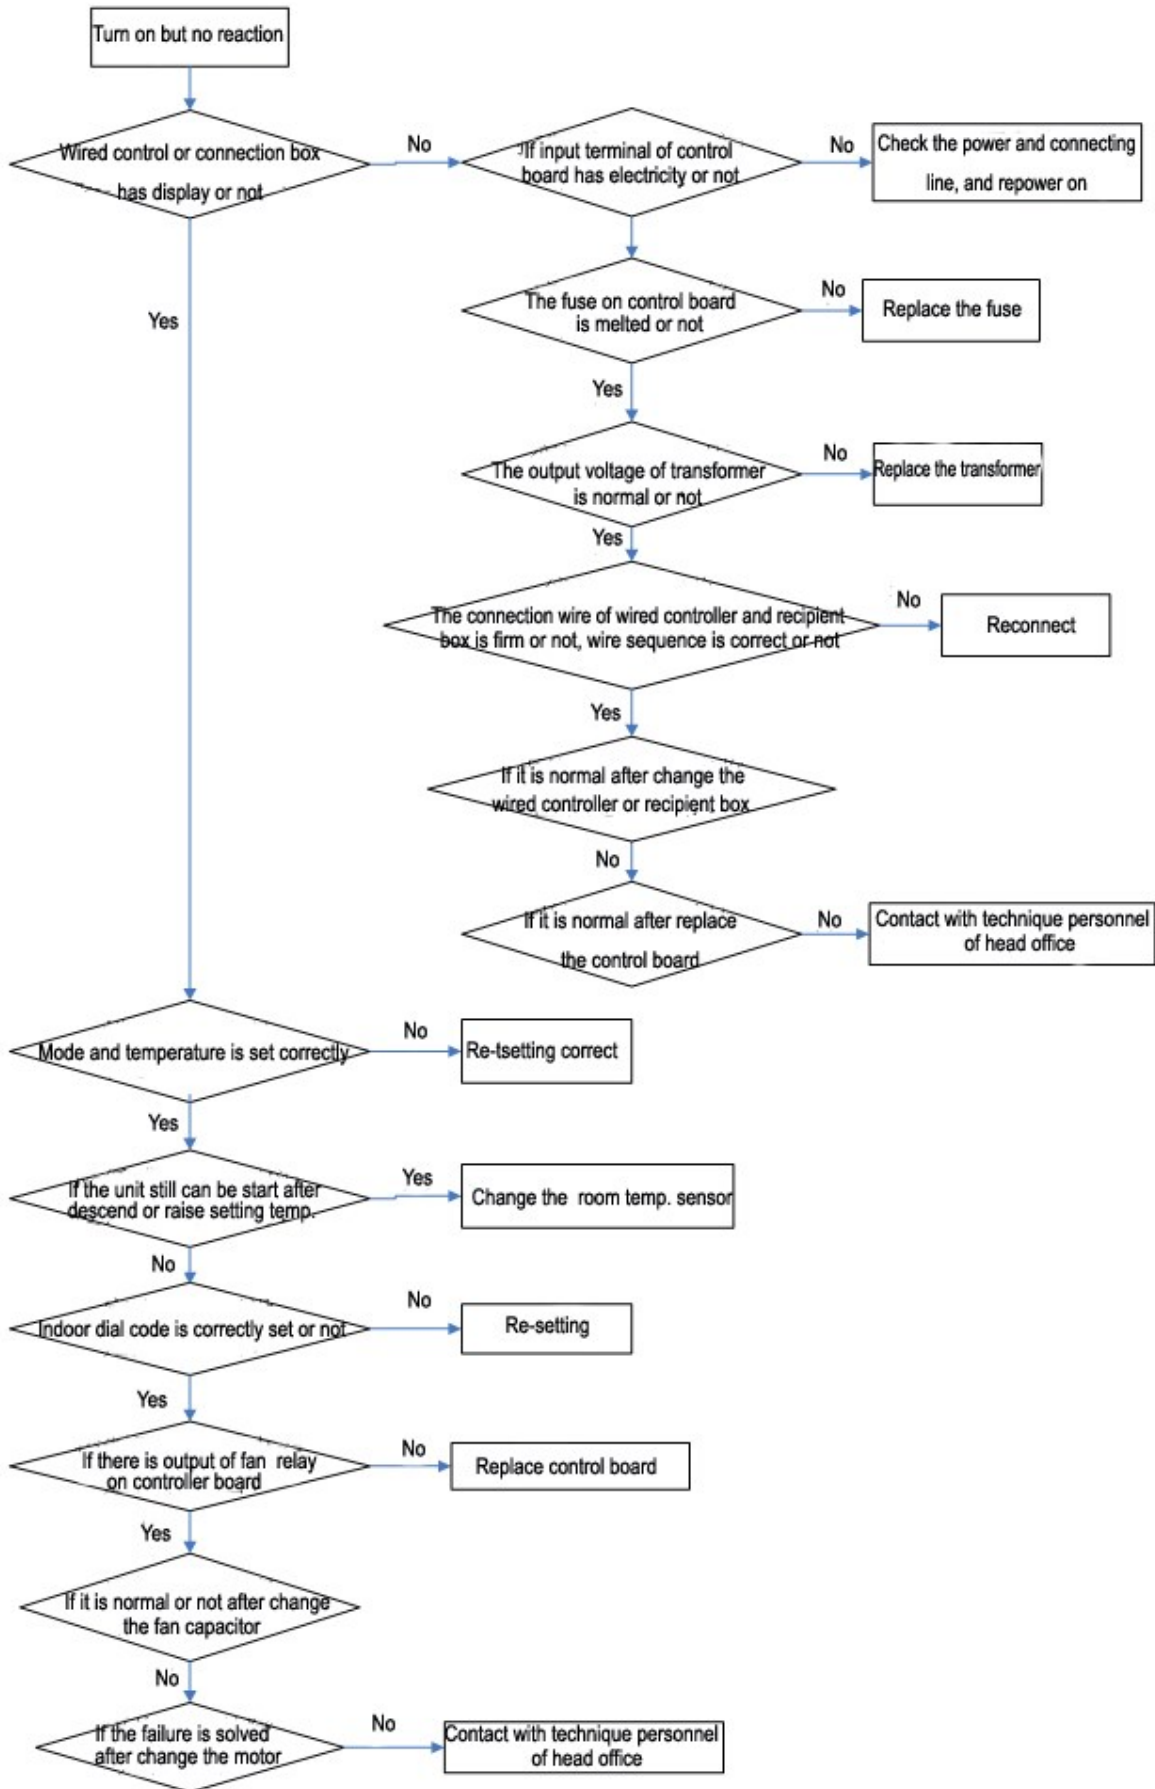 Turn on but no reaction
Wired control or connection box
has display or not
No
If input terminal of control
board has electricity or not
No
Check the power and connecting
line, and repower on
Yes
The fuse on control board
is melted or not
No
Replace the fuse
Yes
The output voltage of transformer
is normal or not
No
Replace the transformer
Yes
The connection wire of wired controller and recipient
box is firm or not, wire sequence is correct or not
No
Reconnect
Yes
If it is normal after change the
wired controller or recipient box
No
If it is normal after replace
the control board
No
Contact with technique personnel
of head office
Mode and temperature is set correctly
No
Re-tsetting correct
Yes
If the unit still can be start after
descend or raise setting temp.
Yes
Change the room temp. sensor
No
Indoor dial code is correctly set or not
No
Re-setting
Yes
If there is output of fan relay
on controller board
No
Replace control board
Yes
If it is normal or not after change
the fan capacitor
No
If the failure is solved
after change the motor
No
Contact with technique personnel
of head office